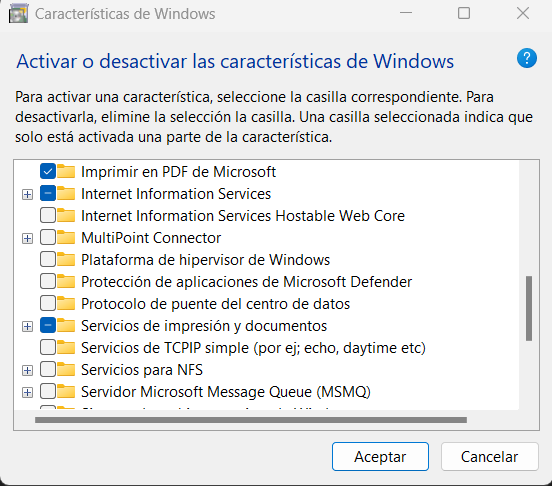 Características de Windows
Activar o desactivar las características de Windows
?
Para activar una característica, seleccione la casilla correspondiente. Para
desactivarla, elimine la selección la casilla. Una casilla seleccionada indica que
solo está activada una parte de la característica.
Imprimir en PDF de Microsoft
Internet Information Services
Internet Information Services Hostable Web Core
MultiPoint Connector
Plataforma de hipervisor de Windows
Protección de aplicaciones de Microsoft Defender
Protocolo de puente del centro de datos
Servicios de impresión y documentos
Servicios de TCPIP simple (por ej; echo, daytime etc)
Servicios para NFS
Servidor Microsoft Message Queue (MSMQ)
Aceptar
Cancelar